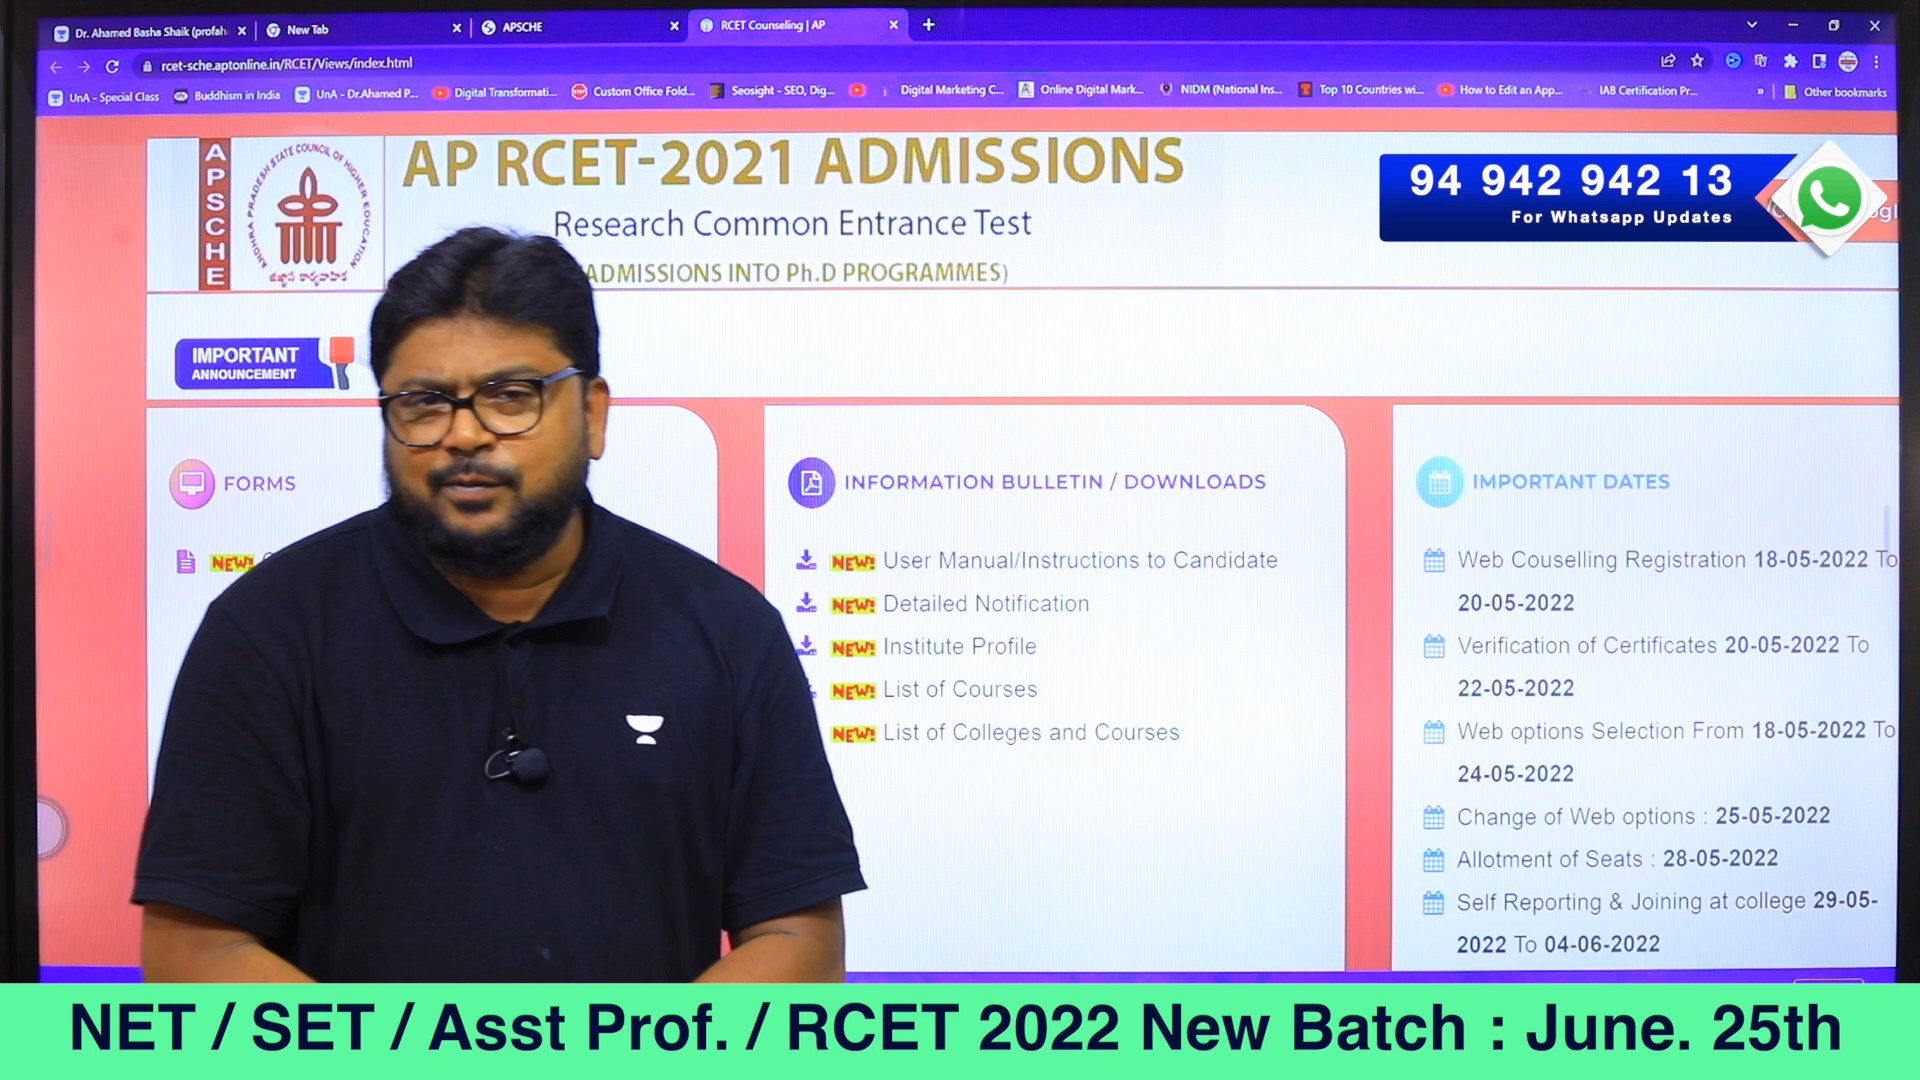 Dr. Ahamed Basha Shaik (profah
New Tab
APSCHE
RCET Counseling | AP
rcet-sche.aptonline.in/RCET/Views/index.html
UnA - Special Class
Buddhism in India
UnA - Dr.Ahamed P...
Digital Transformati...
Custom Office Fold...
Seosight - SEO, Dig...
Digital Marketing C...
Online Digital Mark...
NIDM (National Ins...
Top 10 Countries wi...
How to Edit an App...
IAB Certification Pr...
» Other bookmarks
APSCHE
ANDHRA PRADESH STATE COUNCIL OF HIGHER EDUCATION
AP RCET-2021 ADMISSIONS
Research Common Entrance Test
ADMISSIONS INTO Ph.D PROGRAMMES)
94 942 942 13
For Whatsapp Updates
IMPORTANT
ANNOUNCEMENT
FORMS
NEW!
INFORMATION BULLETIN / DOWNLOADS
NEW! User Manual/Instructions to Candidate
NEW! Detailed Notification
NEW! Institute Profile
NEW! List of Courses
NEW! List of Colleges and Courses
IMPORTANT DATES
Web Couselling Registration 18-05-2022 To
20-05-2022
Verification of Certificates 20-05-2022 To
22-05-2022
Web options Selection From 18-05-2022 To
24-05-2022
Change of Web options : 25-05-2022
Allotment of Seats : 28-05-2022
Self Reporting & Joining at college 29-05-
2022 To 04-06-2022
NET / SET / Asst Prof. / RCET 2022 New Batch : June. 25th